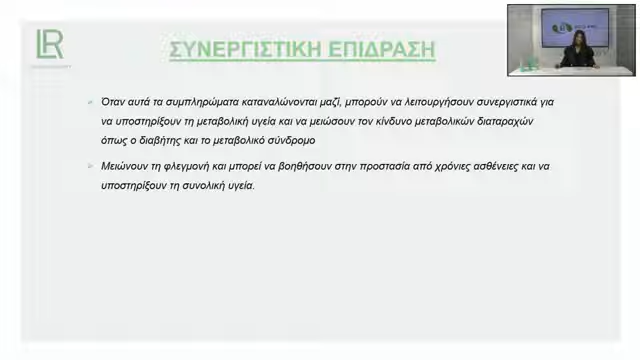 LR
ΣΥΝΕΡΓΙΣΤΙΚΗ ΕΠΙΔΡΑΣΗ
Όταν αυτά τα συμπληρώματα καταναλώνονται μαζί, μπορούν να λειτουργήσουν συνεργιστικά για
να υποστηρίξουν τη μεταβολική υγεία και να μειώσουν τον κίνδυνο μεταβολικών διαταραχών
όπως ο διαβήτης και το μεταβολικό σύνδρομο
Μειώνουν τη φλεγμονή και μπορεί να βοηθήσουν στην προστασία από χρόνιες ασθένειες και να
υποστηρίξουν τη συνολική υγεία.